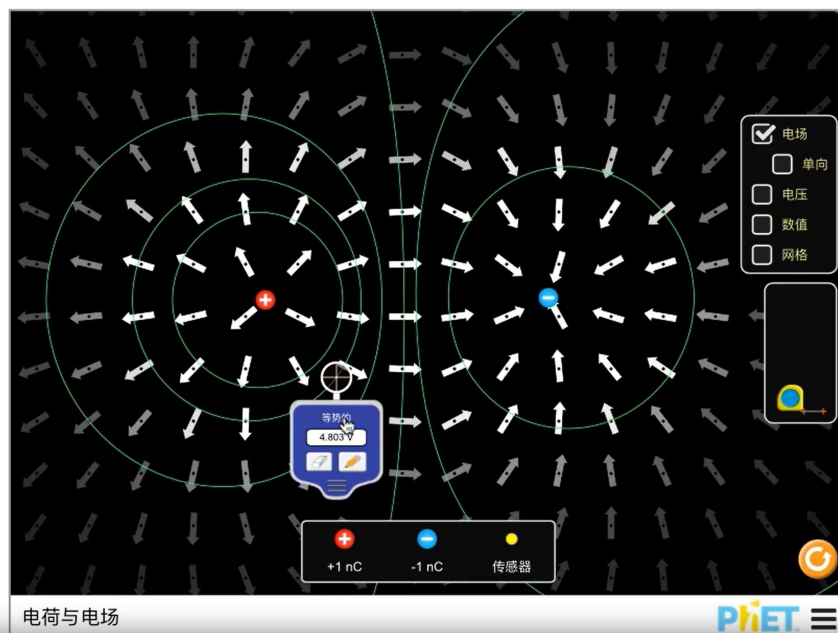 电场
单向
电压
数值
网格
等势的
4.803 V
+1 nC
-1 nC
传感器
电荷与电场
PhET